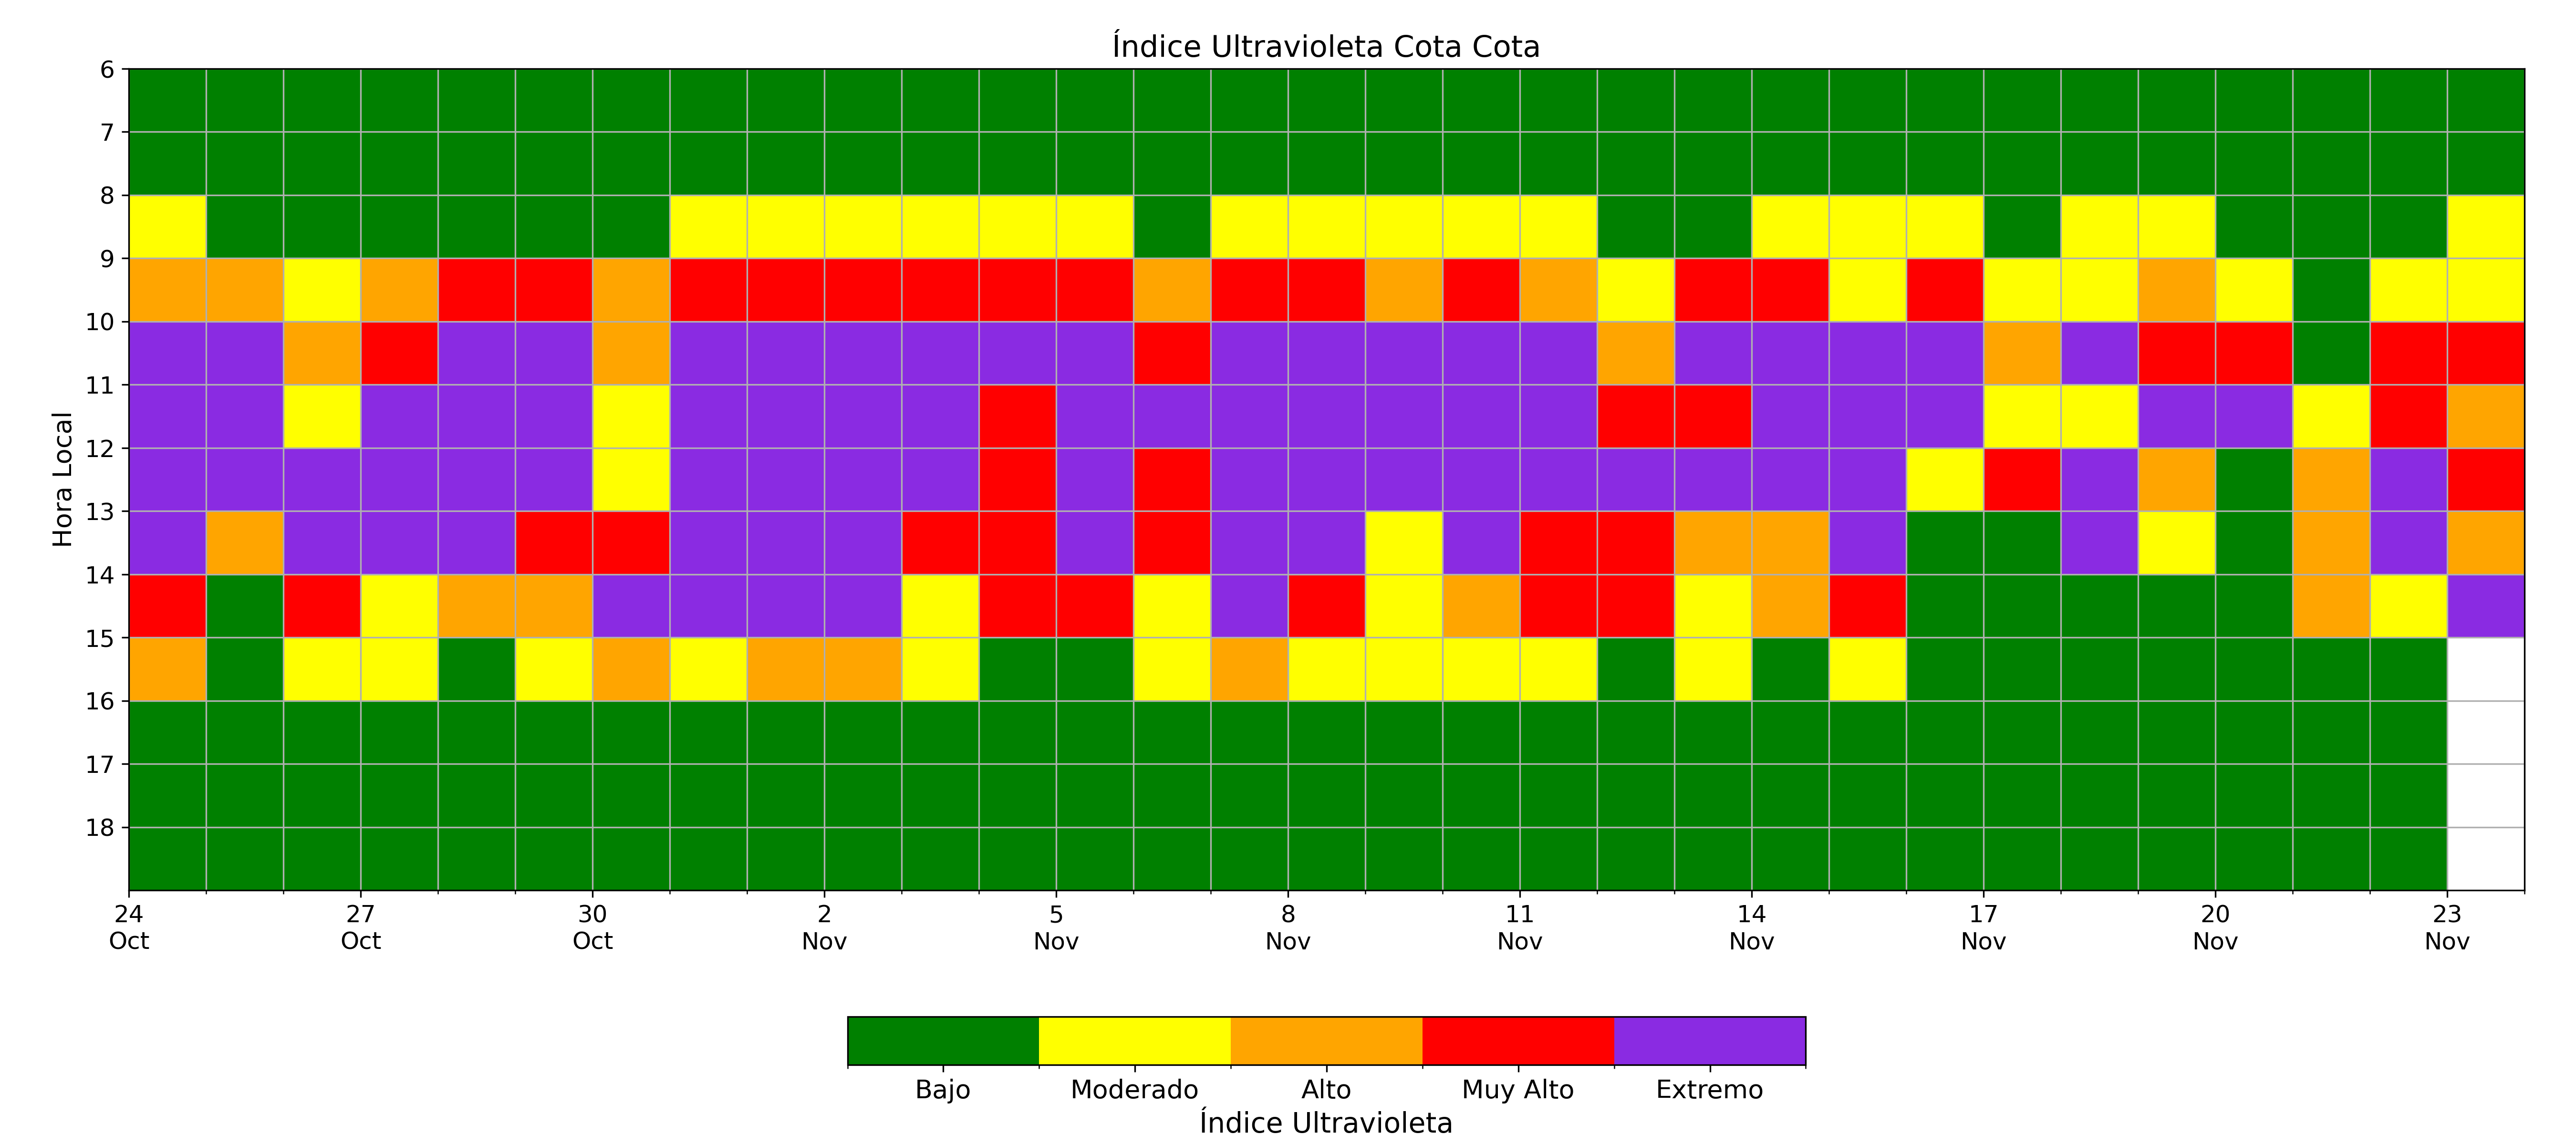 Índice Ultravioleta Cota Cota
Hora Local
6
7
8
9
10
11
12
13
14
15
16
17
18
24 27 30 2 5 8 11 14 17 20 23
Oct Oct Oct Nov Nov Nov Nov Nov Nov Nov Nov
Bajo Moderado Alto Muy Alto Extremo
Índice Ultravioleta